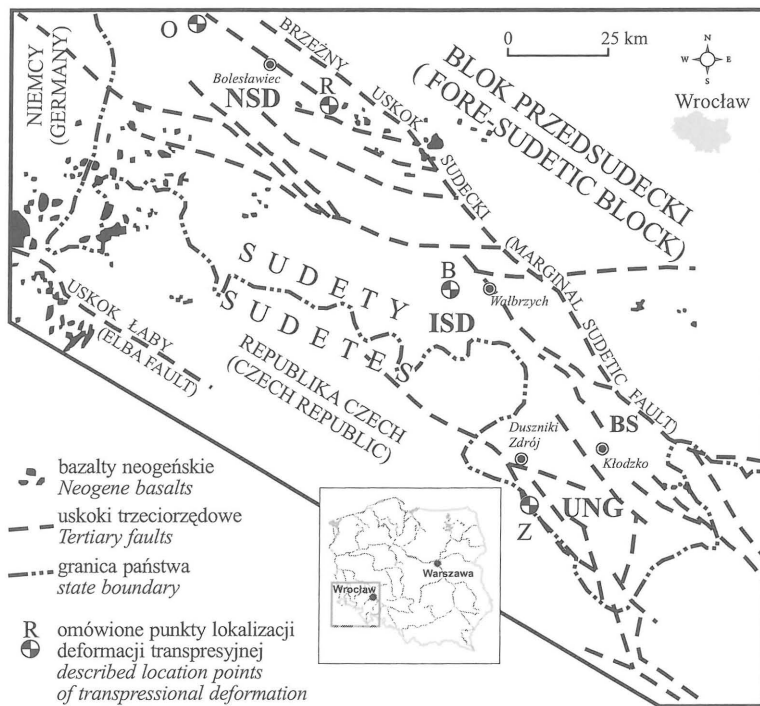 O
BRZEŻNY
0 25 km
N
W E
S
Wrocław
NIEMCY
(GERMANY)
Bolesławiec
NSD
R
USKOK
SUDECKI
BLOK PRZEDSUDECKI
( FORE-SUDETIC BLOCK)
(MARGINAL SUDETIC FAULT)
SUDETY
SUDETES
B
Wałbrzych
ISD
USKOK ŁABY
(ELBA FAULT)
REPUBLIKA CZECH
(CZECH REPUBLIC)
Duszniki
Zdrój
BS
Kłodzko
UNG
Z
bazalty neogeńskie
Neogene basalts
uskoki trzeciorzędowe
Tertiary faults
granica państwa
state boundary
R omówione punkty lokalizacji
deformacji transpresyjnej
described location points
of transpressional deformation
Warszawa
Wrocław